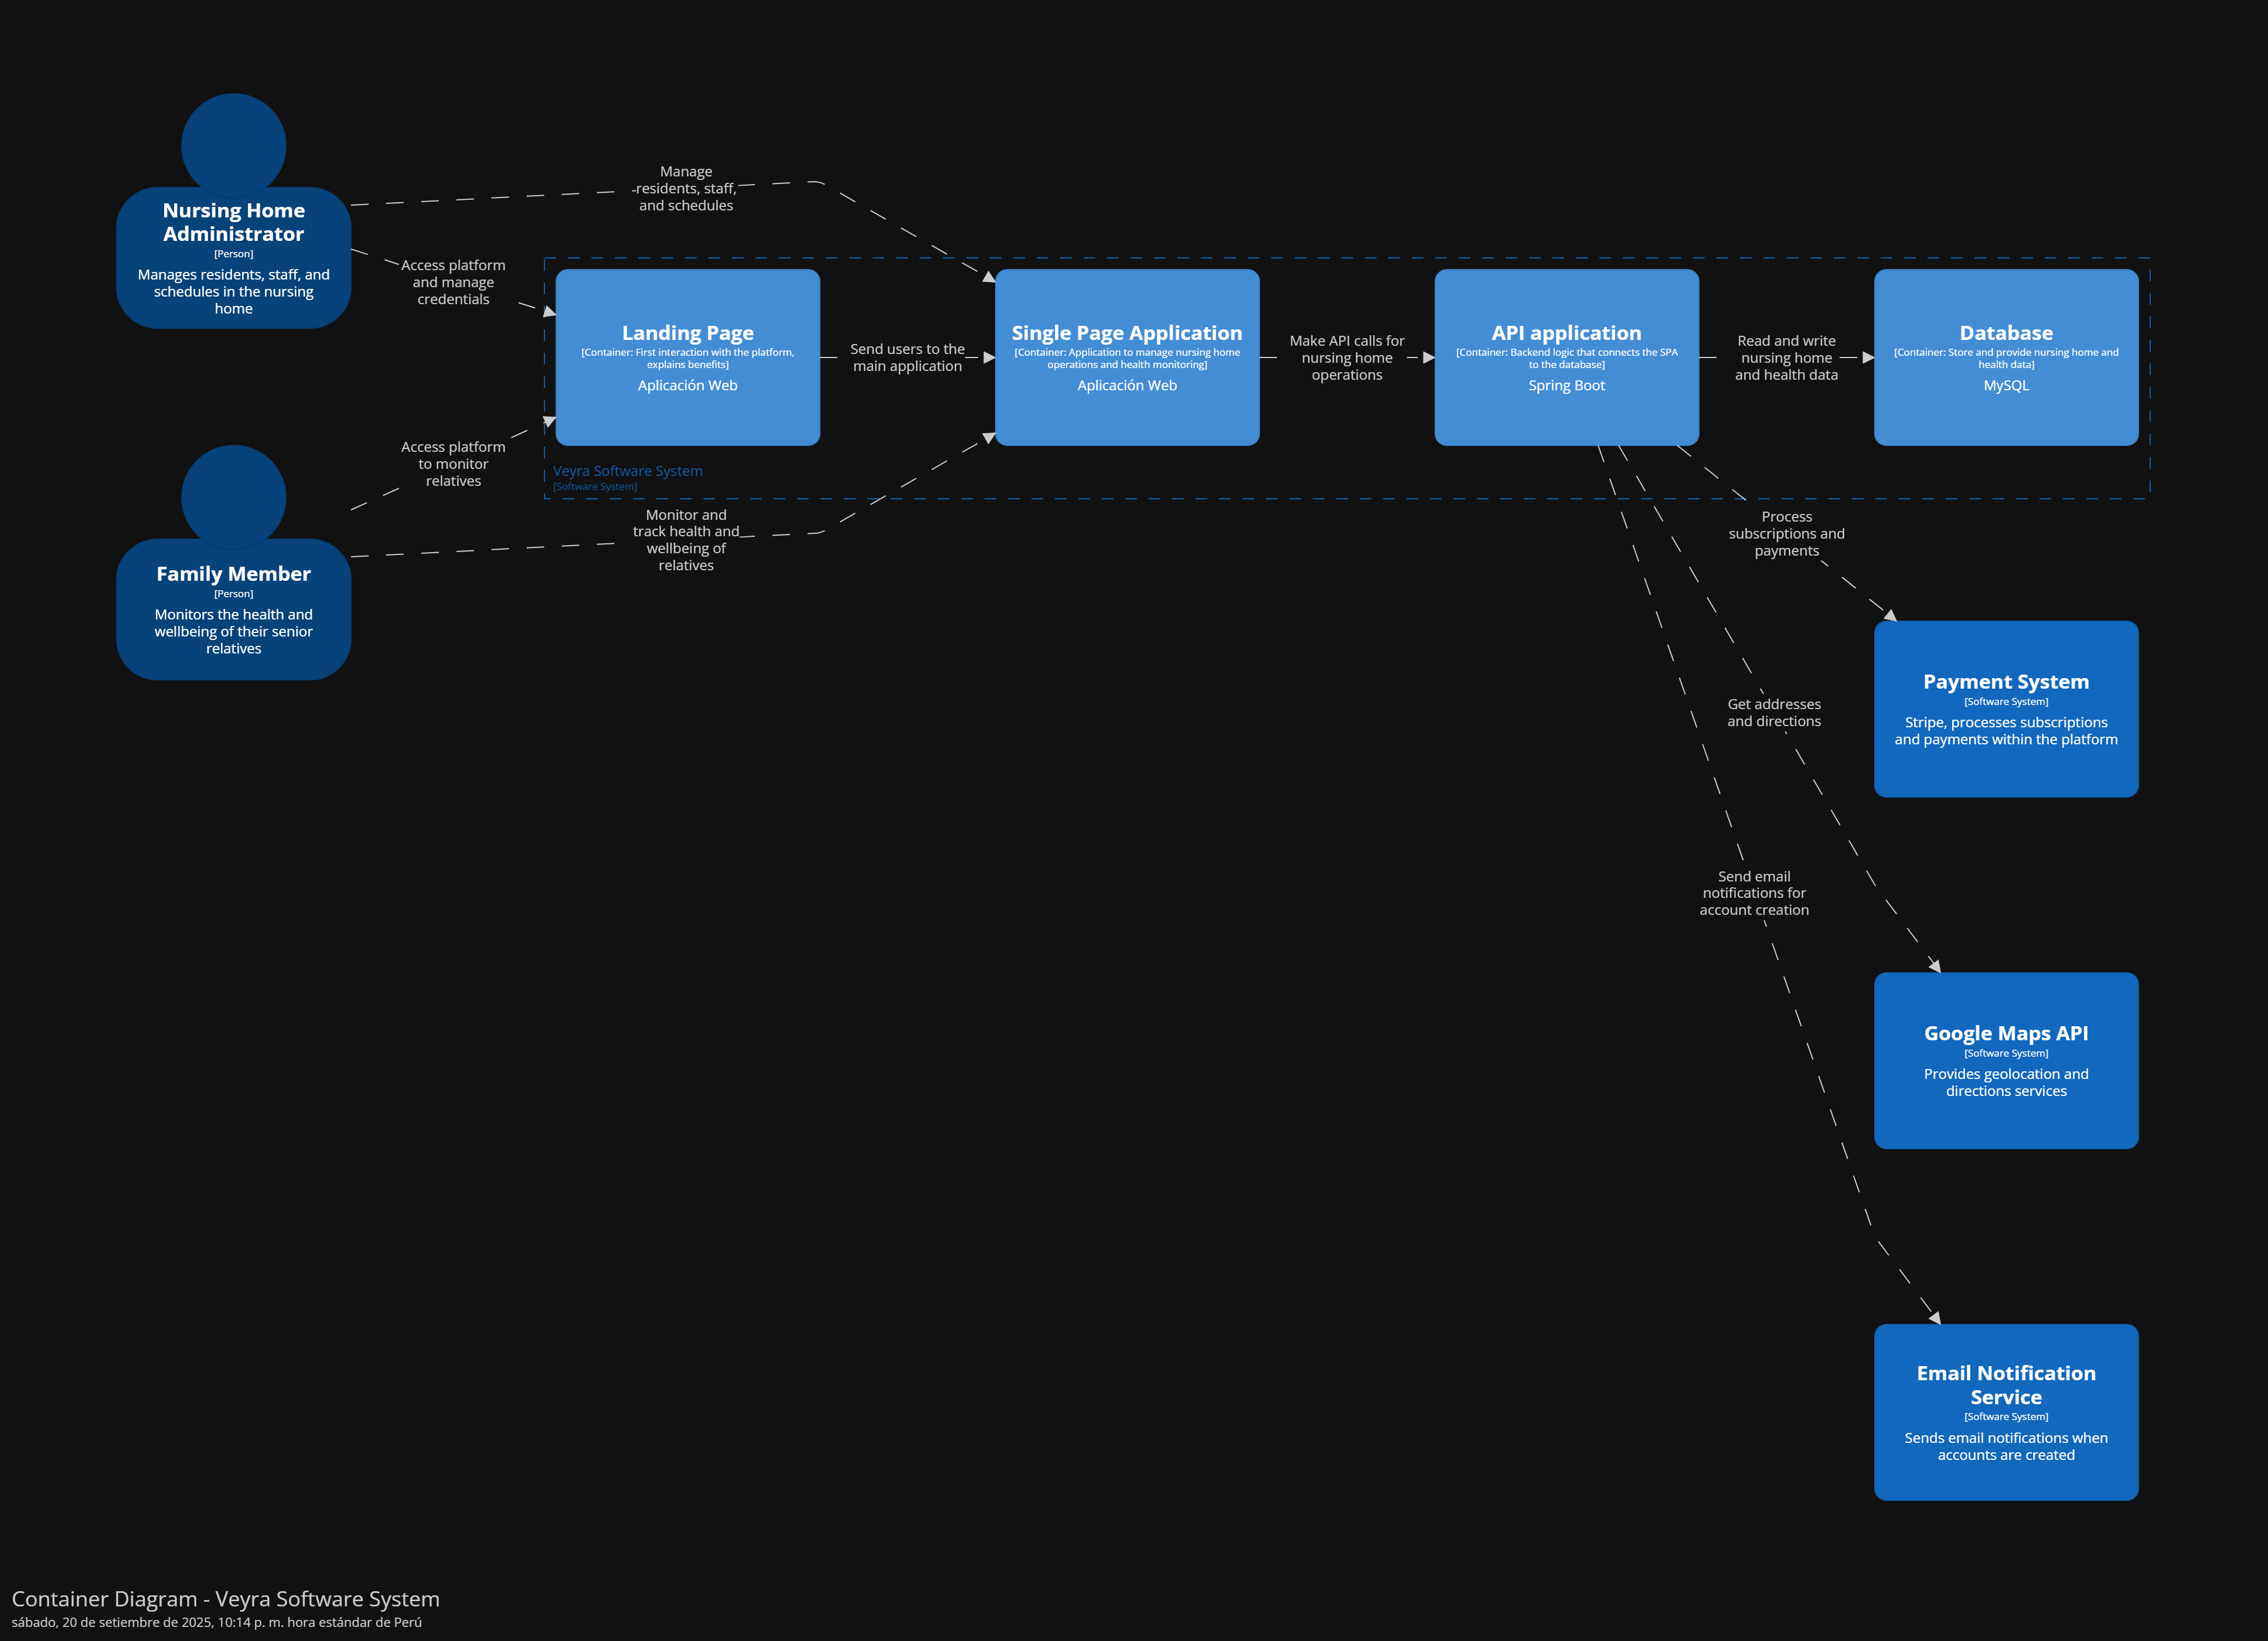 Nursing Home
Administrator
[Person]
Manages residents, staff, and
schedules in the nursing
home
Manage
residents, staff,
and schedules
Access platform
and manage
credentials
Landing Page
[Container: First interaction with the platform,
explains benefits]
Aplicación Web
Send users to the
main application
Single Page Application
[Container: Application to manage nursing home
operations and health monitoring]
Aplicación Web
Make API calls for
nursing home
operations
API application
[Container: Backend logic that connects the SPA
to the database]
Spring Boot
Read and write
nursing home
and health data
Database
[Container: Store and provide nursing home and
health data]
MySQL
Veyra Software System
[Software System]
Access platform
to monitor
relatives
Family Member
[Person]
Monitors the health and
wellbeing of their senior
relatives
Monitor and
track health and
wellbeing of
relatives
Process
subscriptions and
payments
Payment System
[Software System]
Stripe, processes subscriptions
and payments within the platform
Get addresses
and directions
Google Maps API
[Software System]
Provides geolocation and
directions services
Send email
notifications for
account creation
Email Notification
Service
[Software System]
Sends email notifications when
accounts are created
Container Diagram - Veyra Software System
sábado, 20 de setiembre de 2025, 10:14 p. m. hora estándar de Perú